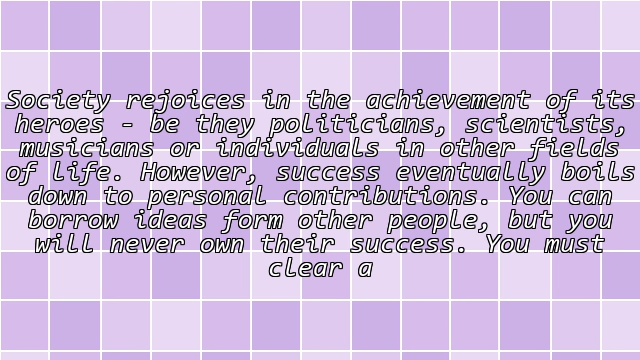 Society rejoices in the achievement of its
heroes - be they politicians, scientists,
musicians or individuals in other fields
of life. However, success eventually boils
down to personal contributions. You can
borrow ideas form other people, but you
will never own their success. You must
clear a